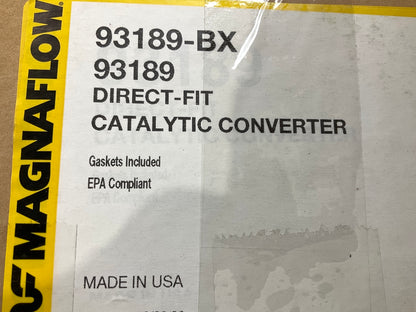 MAGNAFLOW
93189-BX
93189
DIRECT-FIT
CATALYTIC CONVERTER
Gaskets Included
EPA Compliant
MADE IN USA